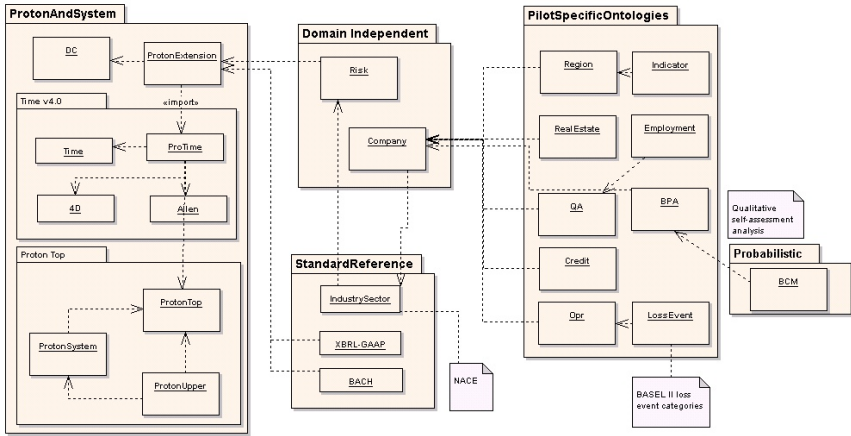 ProtonAndSystem
DC
ProtonExtension
«import»
Time v4.0
Time
ProTime
4D
Allen
Proton Top
ProtonTop
ProtonSystem
ProtonUpper
Domain Independent
Risk
Company
StandardReference
IndustrySector
XBRL-GAAP
BACH
NACE
PilotSpecificOntologies
Region
Indicator
RealEstate
Employment
QA
BPA
Credit
Opr
LossEvent
BASEL II loss
event categories
Qualitative
self-assessment
analysis
Probabilistic
BCM